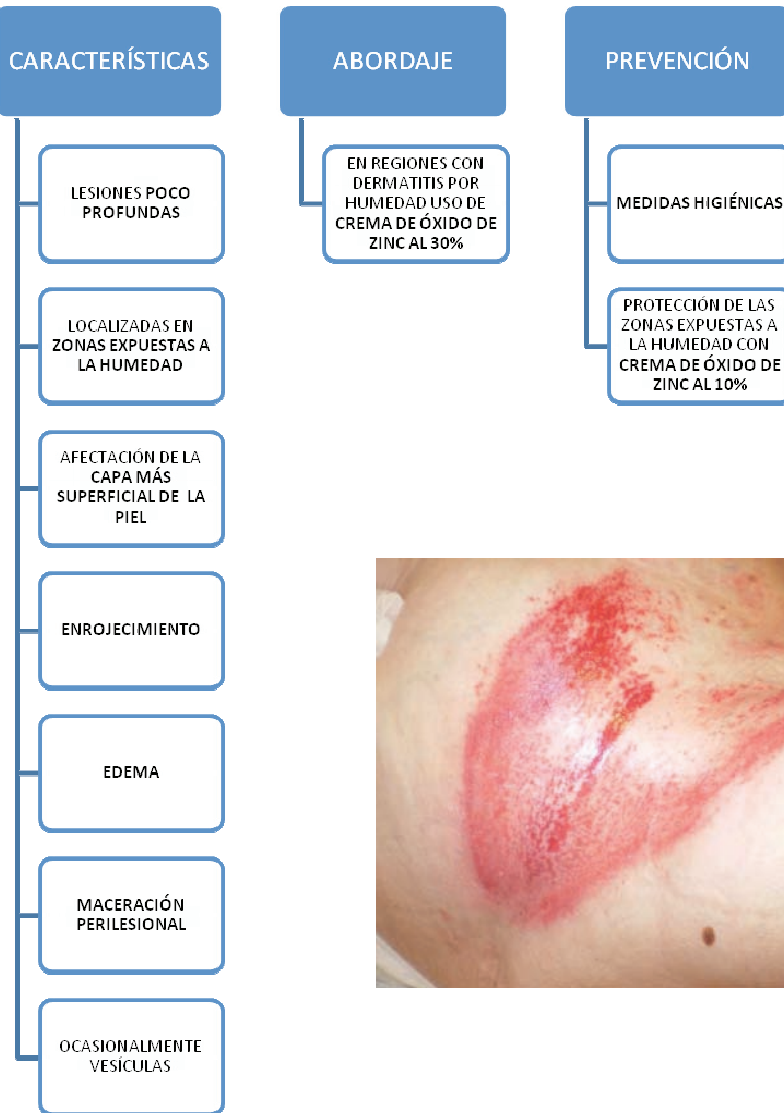 CARACTERÍSTICAS
LESIONES POCO
PROFUNDAS
LOCALIZADAS EN
ZONAS EXPUESTAS A
LA HUMEDAD
AFECTACIÓN DE LA
CAPA MÁS
SUPERFICIAL DE LA
PIEL
ENROJECIMIENTO
EDEMA
MACERACIÓN
PERILESIONAL
OCASIONALMENTE
VESÍCULAS
ABORDAJE
EN REGIONES CON
DERMATITIS POR
HUMEDAD USO DE
CREMA DE ÓXIDO DE
ZINC AL 30%
PREVENCIÓN
MEDIDAS HIGIÉNICAS
PROTECCIÓN DE LAS
ZONAS EXPUESTAS A
LA HUMEDAD CON
CREMA DE ÓXIDO DE
ZINC AL 10%